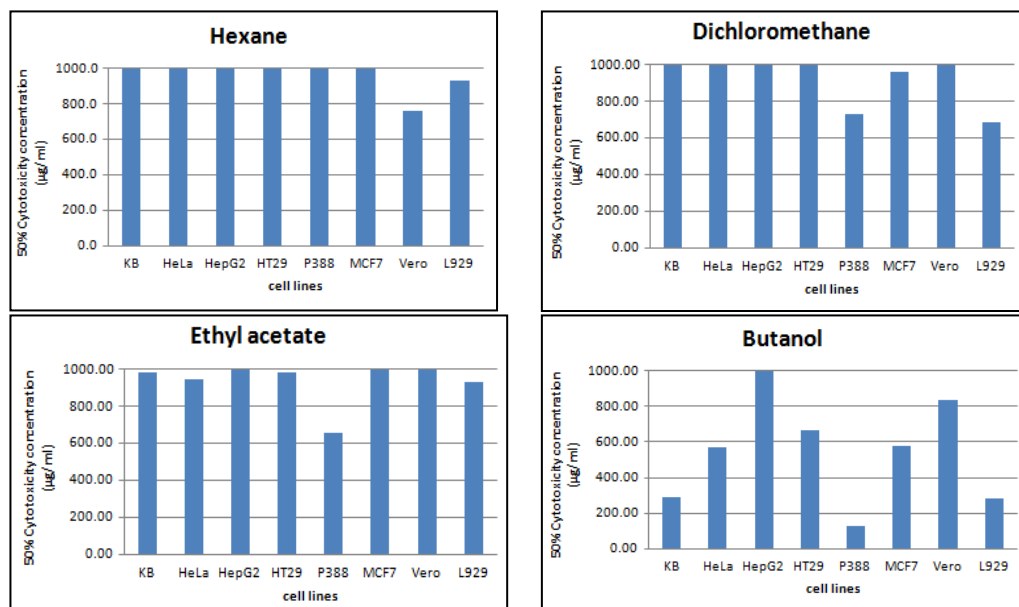 Hexane
50% Cytotoxicity concentration
(µg/ml)
1000.0
800.0
600.0
400.0
200.0
0.0
KB HeLa HepG2 HT29 P388 MCF7 Vero L929
cell lines
Dichloromethane
50% Cytotoxicity concentration
(µg/ml)
1000.00
800.00
600.00
400.00
200.00
0.00
KB HeLa HepG2 HT29 P388 MCF7 Vero L929
cell lines
Ethyl acetate
50% Cytotoxicity concentration
(µg/ml)
1000.00
800.00
600.00
400.00
200.00
0.00
KB HeLa HepG2 HT29 P388 MCF7 Vero L929
cell lines
Butanol
50% Cytotoxicity concentration
(µg/ml)
1000.00
800.00
600.00
400.00
200.00
0.00
KB HeLa HepG2 HT29 P388 MCF7 Vero L929
cell lines